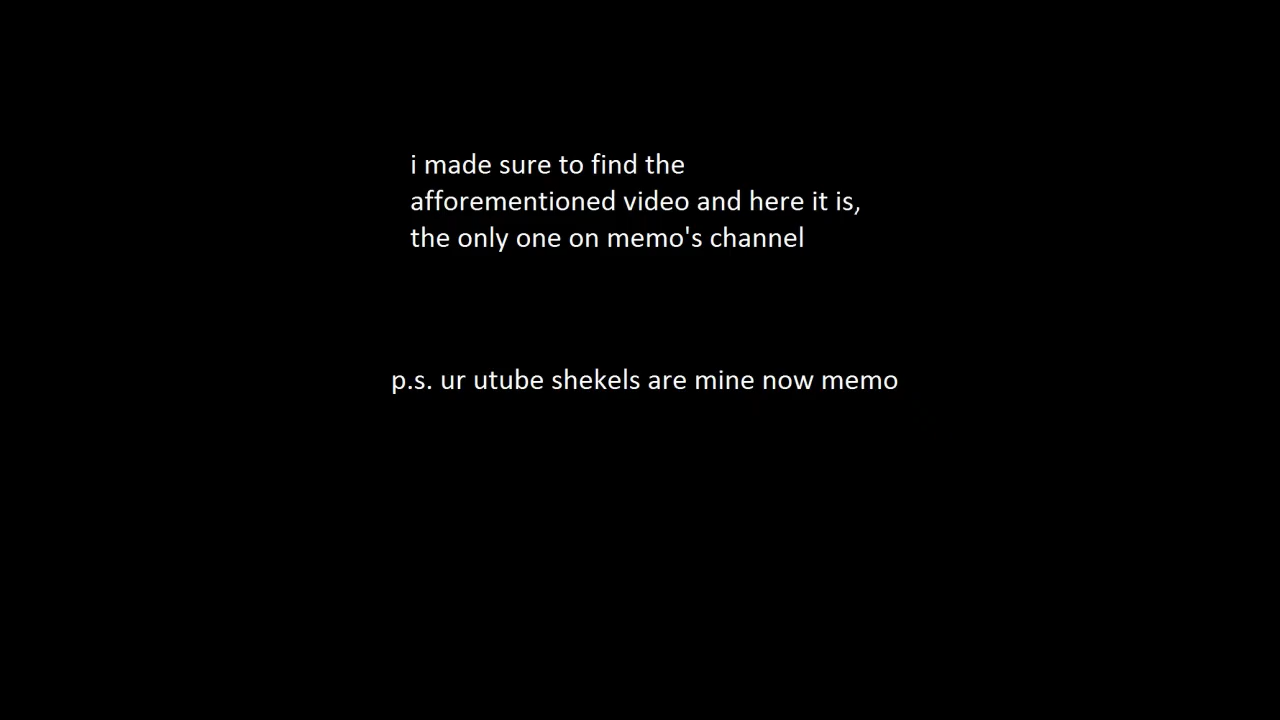 i made sure to find the
afforementioned video and here it is,
the only one on memo's channel
p.s. ur utube shekels are mine now memo